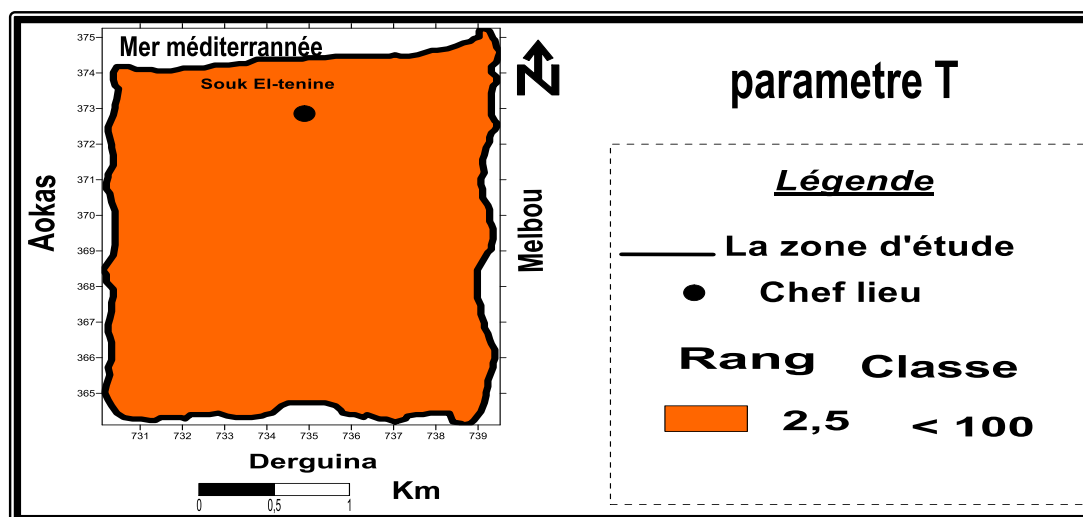 Mer méditerrannée
Souk El-tenine
375
374
373
372
371
370
369
368
367
366
365
731 732 733 734 735 736 737 738 739
Aokas
Melbou
Derguina
0 0,5 1
Km
N
parametre T
Légende
La zone d'étude
Chef lieu
Rang Classe
2,5 < 100